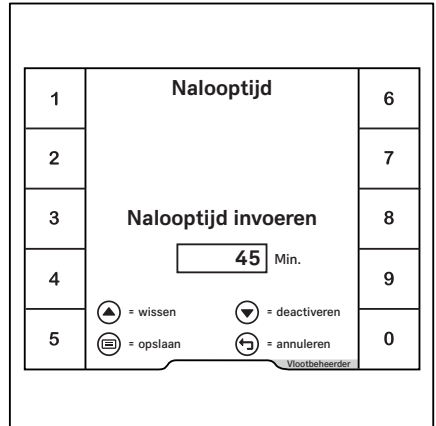 Nalooptijd
1
6
2
7
3
Nalooptijd invoeren
8
45 Min.
4
9
= wissen
= deactiveren
5
= opslaan
= annuleren
0
Vlootbeheerder